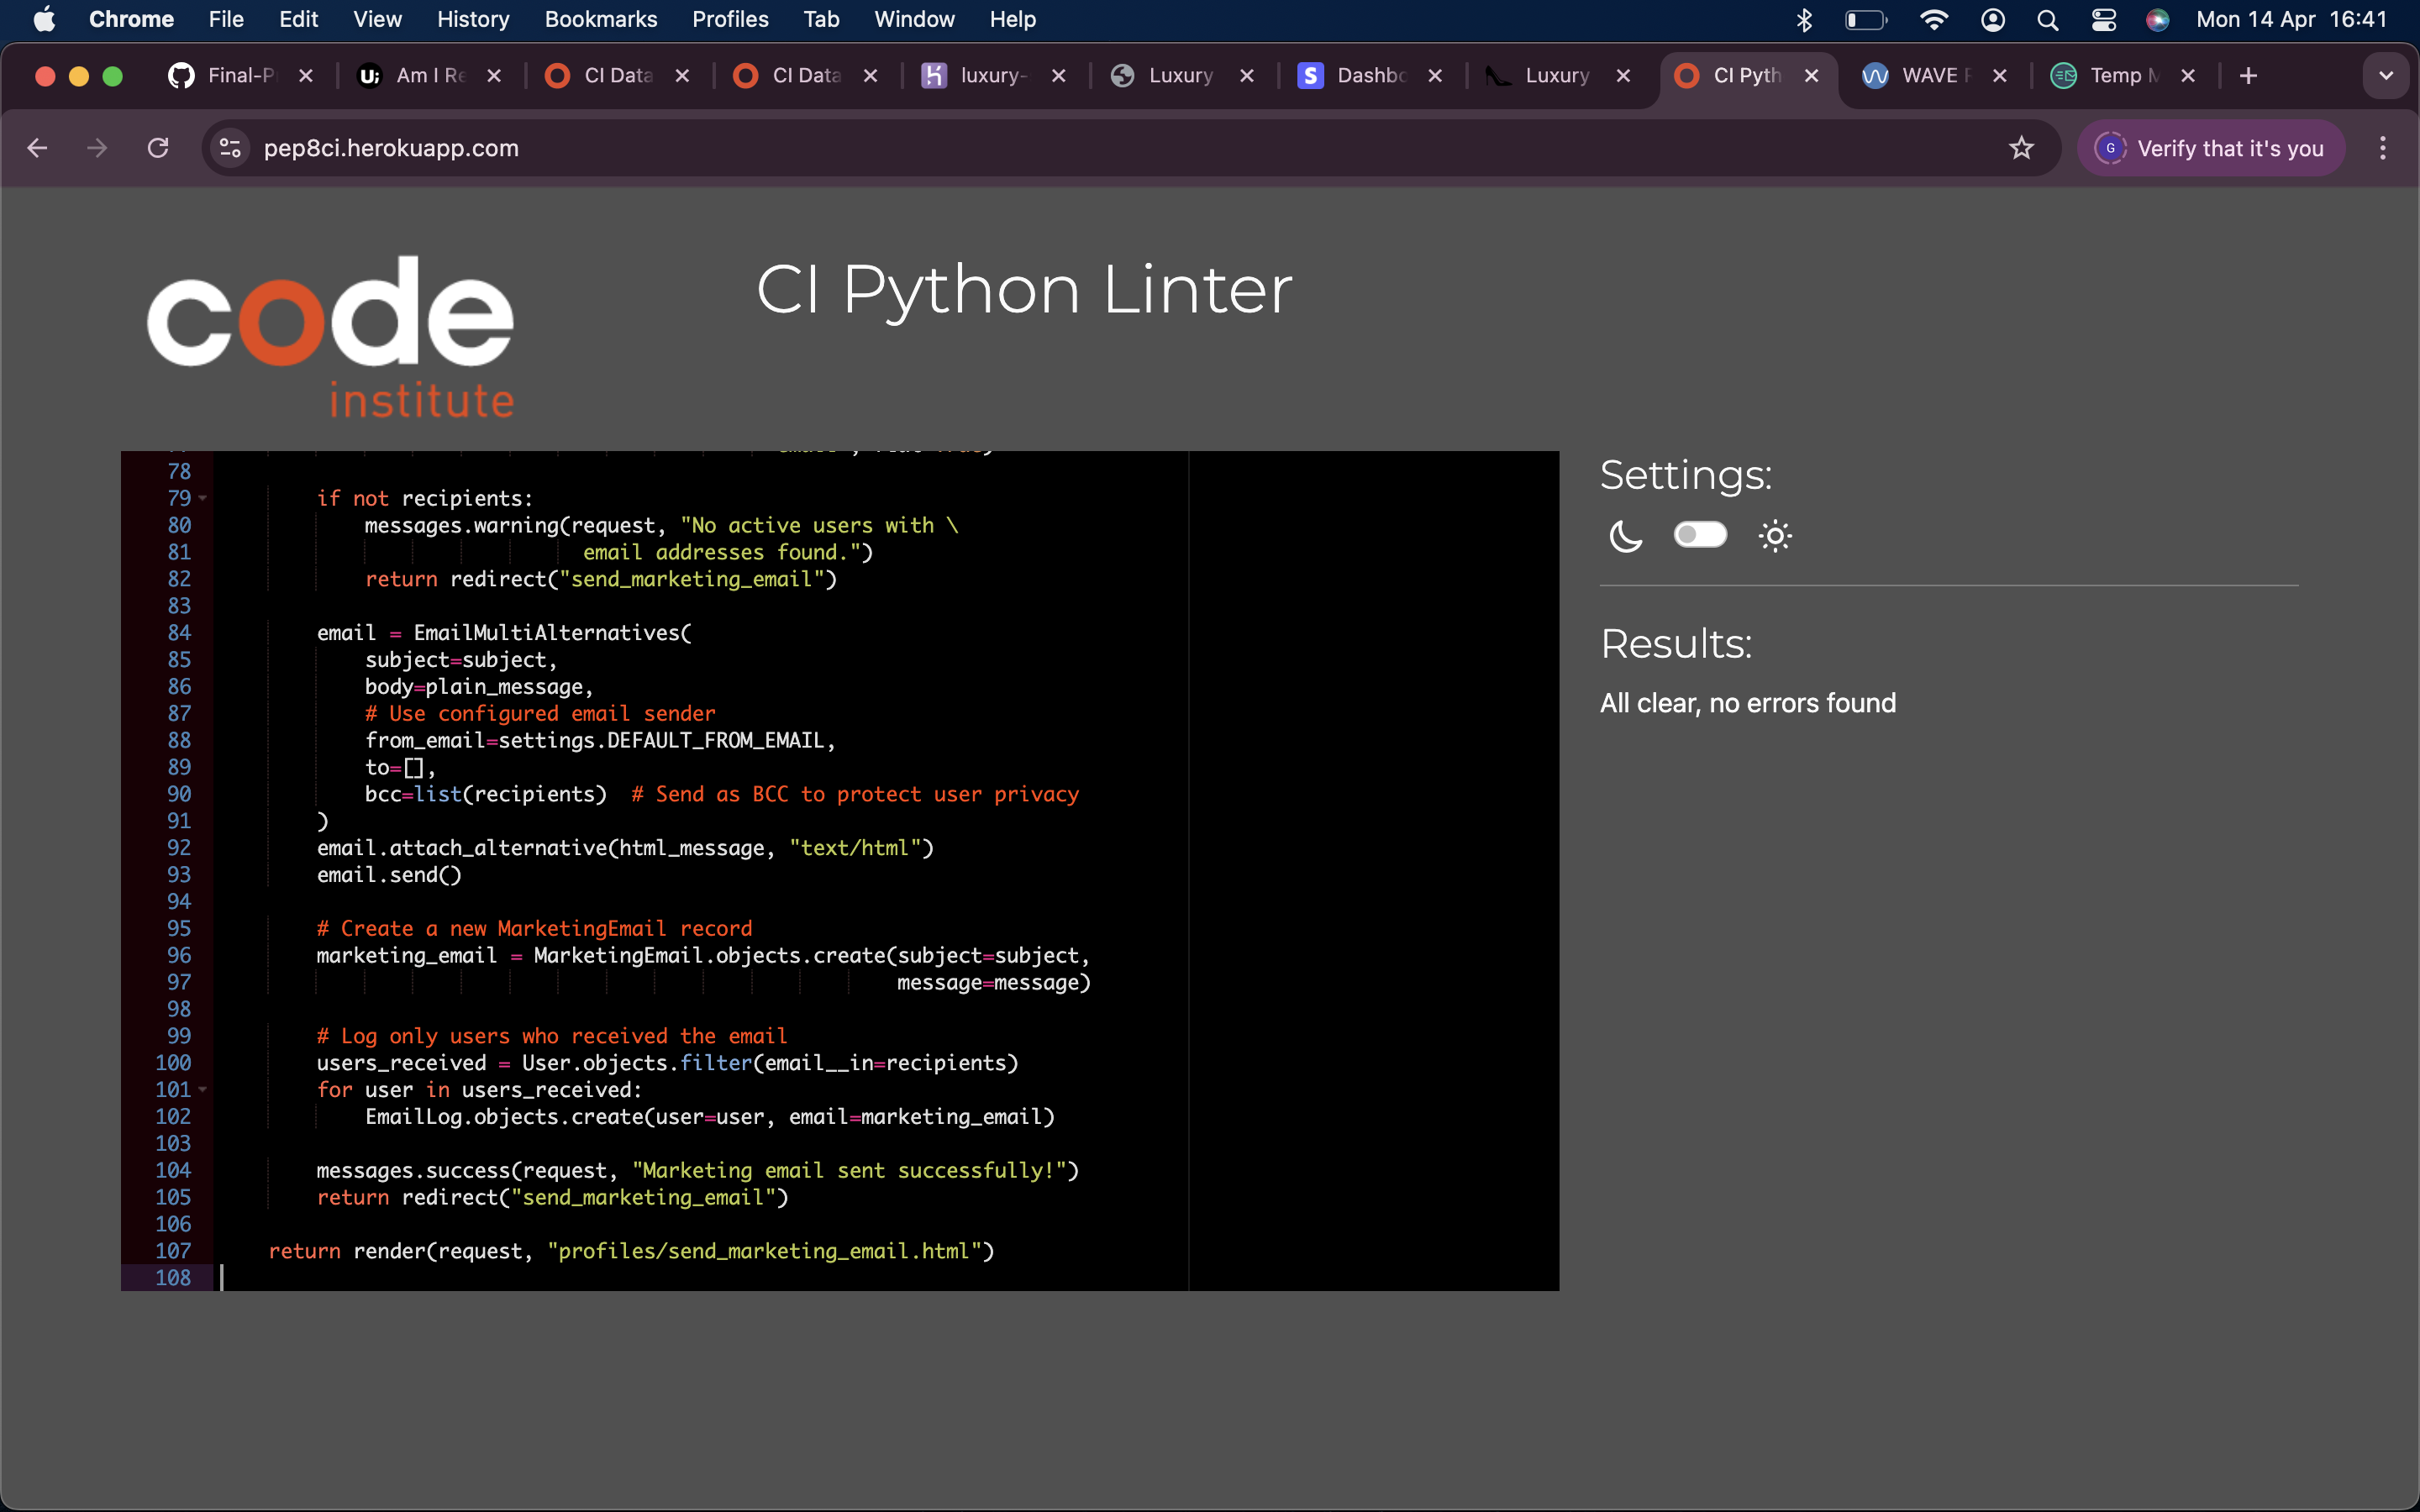 Chrome File Edit View History Bookmarks Profiles Tab Window Help Mon 14 Apr 16:41
Final-P U; Am I Re CI Data CI Data luxury- Luxury S Dashbo Luxury CI Pyth WAVE Temp M
pep8ci.herokuapp.com G Verify that it's you
code
institute
CI Python Linter
78
79 if not recipients:
80 messages.warning(request, "No active users with \
81 email addresses found.")
82 return redirect("send_marketing_email")
83
84 email = EmailMultiAlternatives(
85 subject=subject,
86 body=plain_message,
87 # Use configured email sender
88 from_email=settings.DEFAULT_FROM_EMAIL,
89 to=[],
90 bcc=list(recipients)  # Send as BCC to protect user privacy
91 )
92 email.attach_alternative(html_message, "text/html")
93 email.send()
94
95 # Create a new MarketingEmail record
96 marketing_email = MarketingEmail.objects.create(subject=subject,
97 message=message)
98
99 # Log only users who received the email
100 users_received = User.objects.filter(email__in=recipients)
101 for user in users_received:
102 EmailLog.objects.create(user=user, email=marketing_email)
103
104 messages.success(request, "Marketing email sent successfully!")
105 return redirect("send_marketing_email")
106
107 return render(request, "profiles/send_marketing_email.html")
108
Settings:
Results:
All clear, no errors found